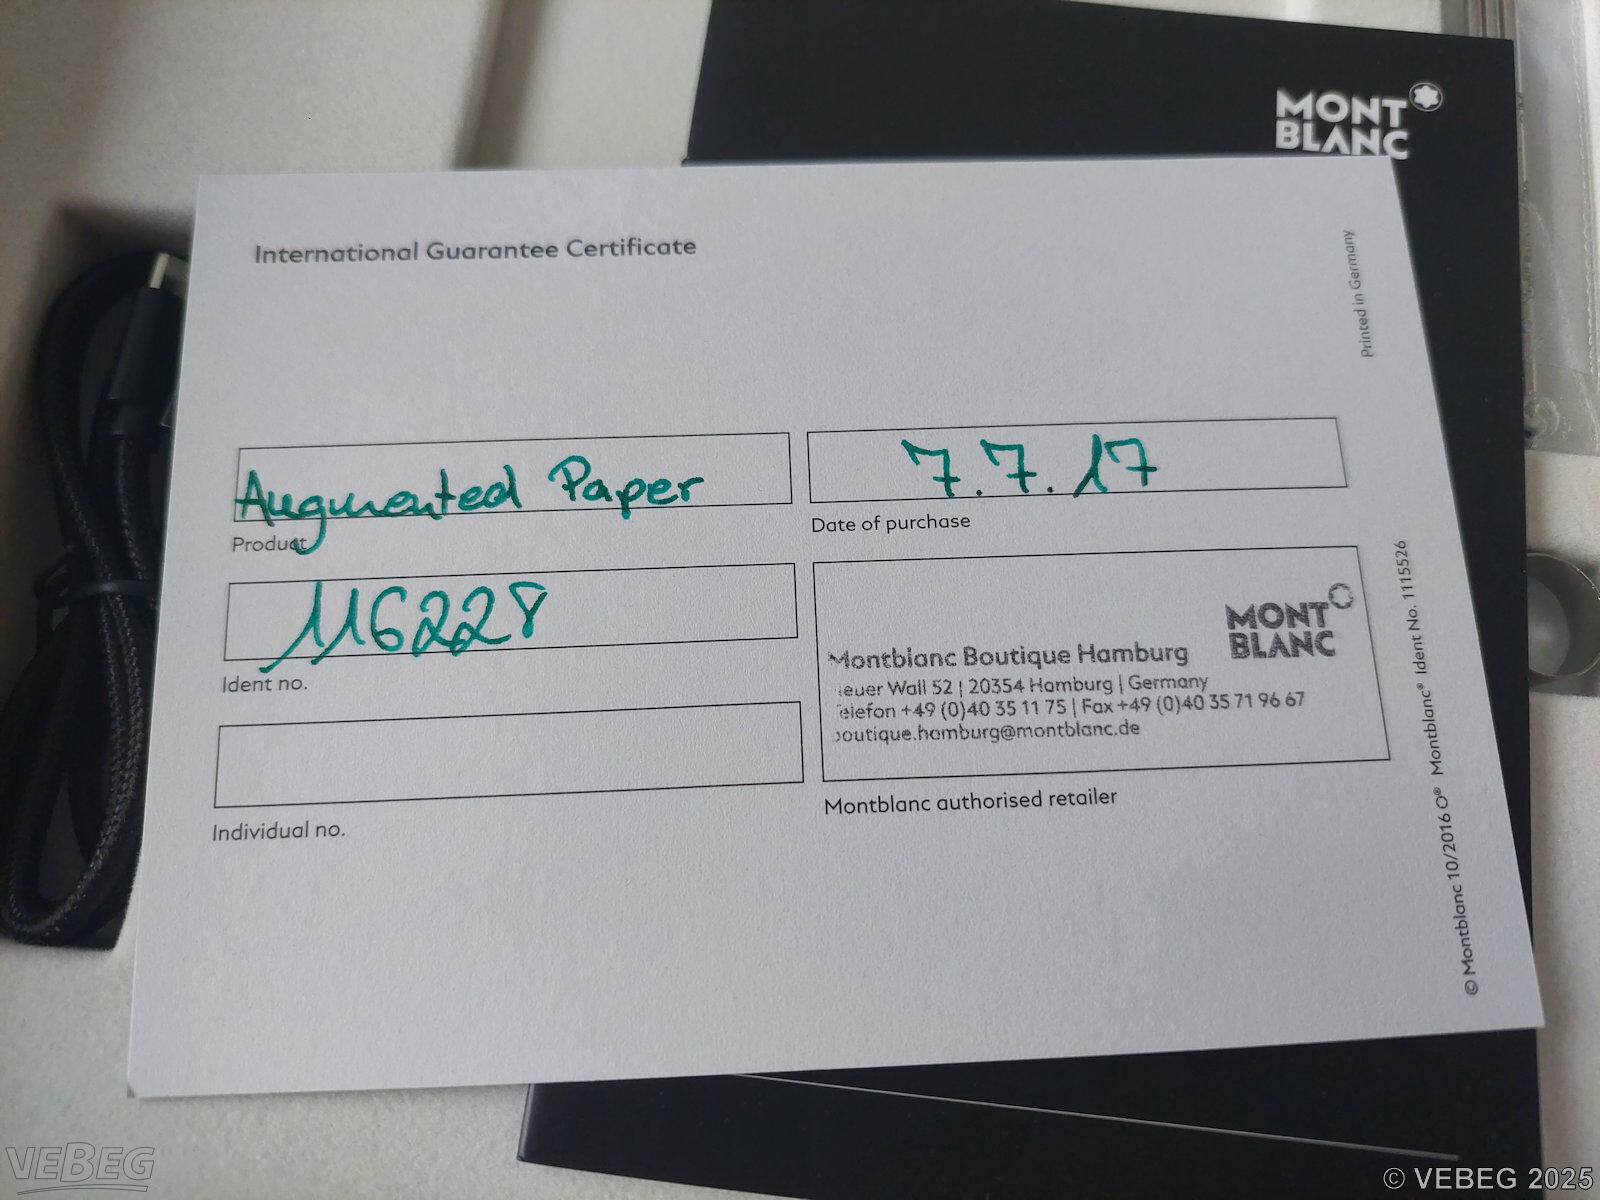 MONT
BLANC
International Guarantee Certificate
Printed in Germany
Augmented Paper
Product
7.7.17
Date of purchase
116228
Ident no.
Individual no.
MONT
BLANC
Montblanc Boutique Hamburg
euer Wall 52 | 20354 Hamburg | Germany
elefon +49 (0)40 35 11 75 | Fax +49 (0)40 35 71 96 67
boutique.hamburg@montblanc.de
Montblanc authorised retailer
© Montblanc 10/2016 O® Montblanc® Ident No. 1115526
VEBEG
© VEBEG 2025